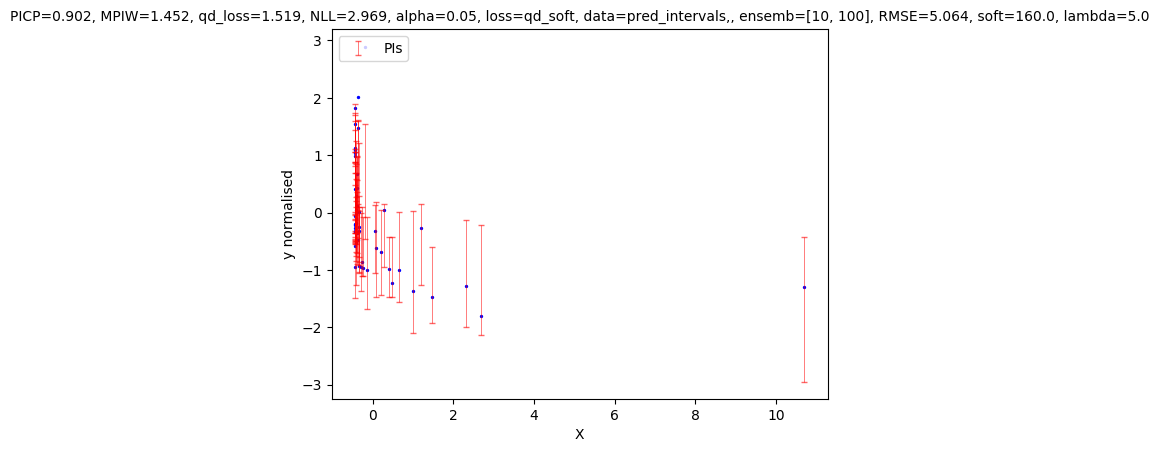 PICP=0.902, MPIW=1.452, qd_loss=1.519, NLL=2.969, alpha=0.05, loss=qd_soft, data=pred_intervals,, ensemb=[10, 100], RMSE=5.064, soft=160.0, lambda=5.0
PIs
3
2
1
0
−1
−2
−3
y normalised
0 2 4 6 8 10
X